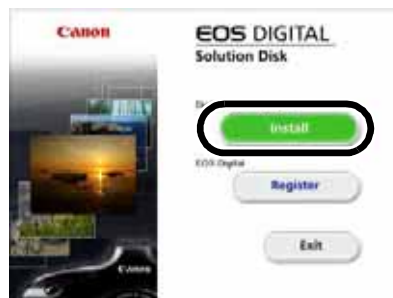 Canon
EOS DIGITAL
Solution Disk
Install
EOS Digital
Register
Exit
Canon